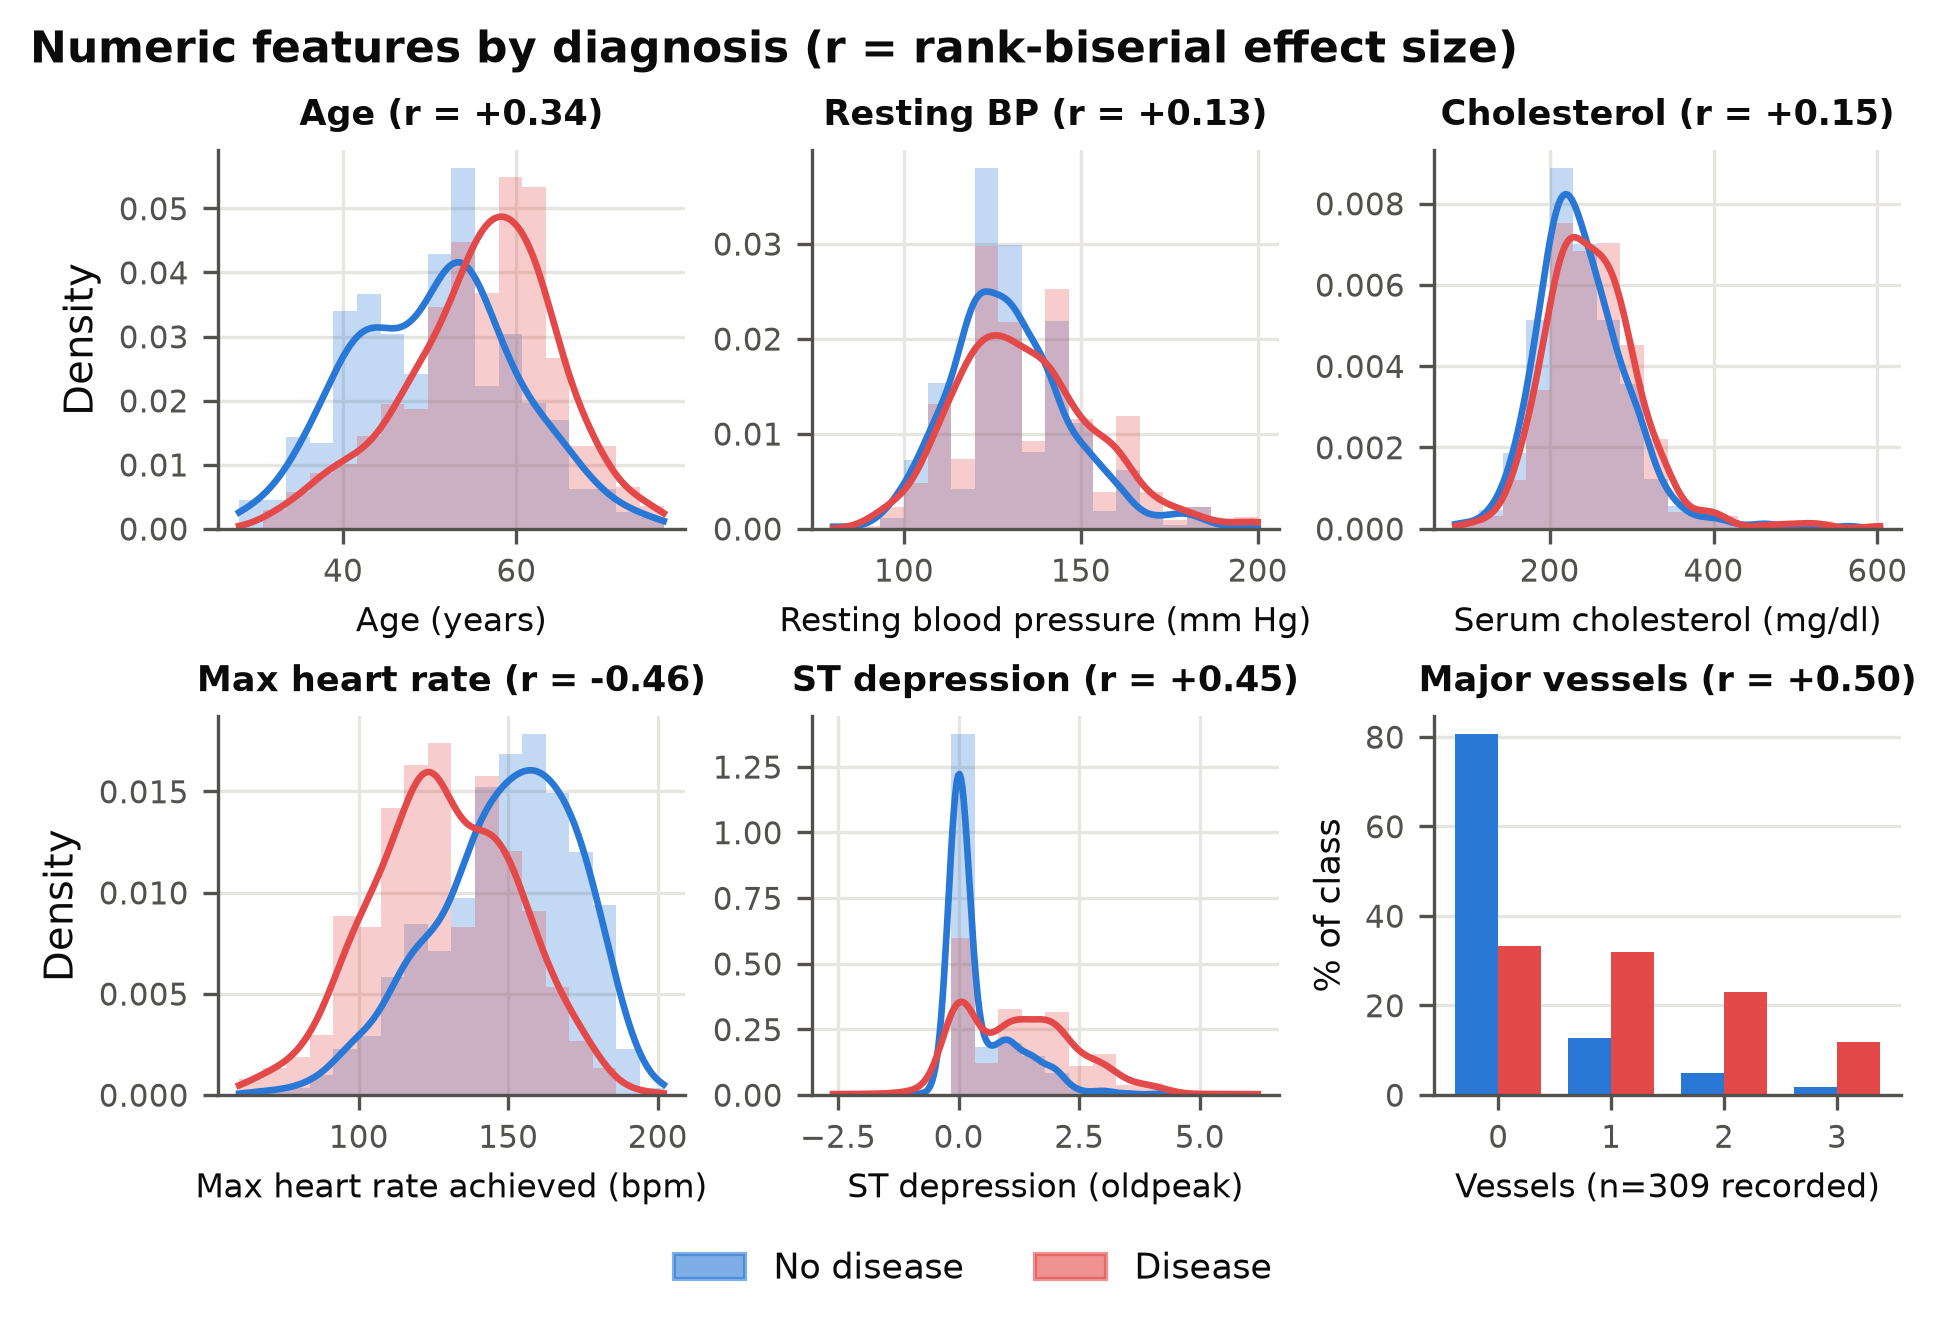 Numeric features by diagnosis (r = rank-biserial effect size)
Age (r = +0.34)
Density
0.05
0.04
0.03
0.02
0.01
0.00
40 60
Age (years)
Resting BP (r = +0.13)
0.03
0.02
0.01
0.00
100 150 200
Resting blood pressure (mm Hg)
Cholesterol (r = +0.15)
0.008
0.006
0.004
0.002
0.000
200 400 600
Serum cholesterol (mg/dl)
Max heart rate (r = -0.46)
Density
0.015
0.010
0.005
0.000
100 150 200
Max heart rate achieved (bpm)
ST depression (r = +0.45)
1.25
1.00
0.75
0.50
0.25
0.00
−2.5 0.0 2.5 5.0
ST depression (oldpeak)
Major vessels (r = +0.50)
% of class
80
60
40
20
0
0 1 2 3
Vessels (n=309 recorded)
No disease Disease